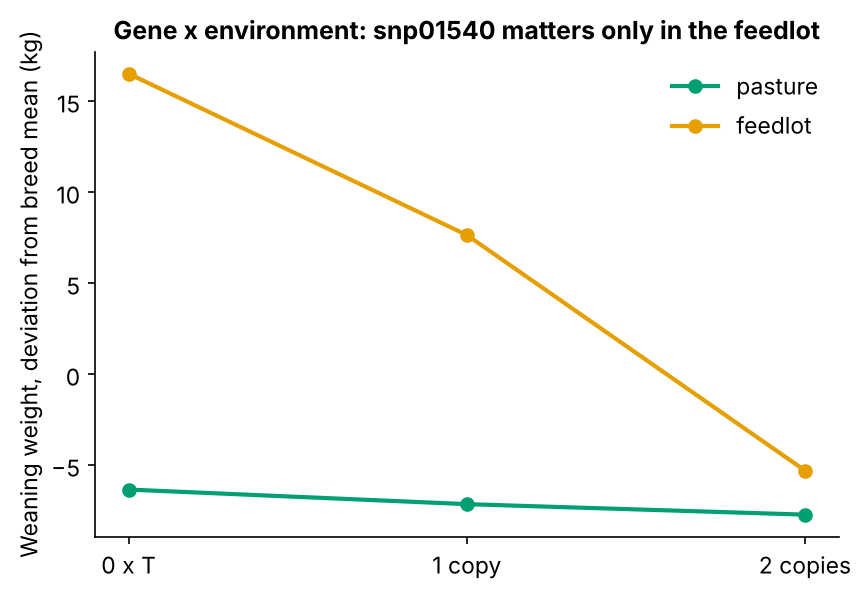 Gene x environment: snp01540 matters only in the feedlot
Weaning weight, deviation from breed mean (kg)
15
10
5
0
−5
pasture
feedlot
0 x T
1 copy
2 copies